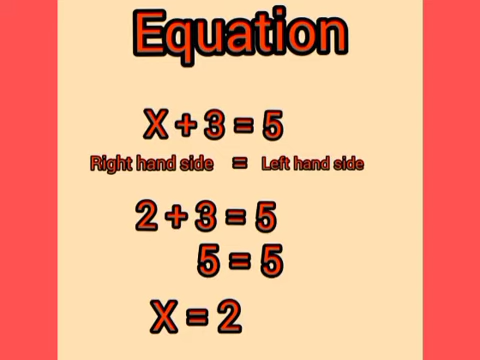 Equation
X + 3 = 5
Right hand side = Left hand side
2 + 3 = 5
5 = 5
X = 2